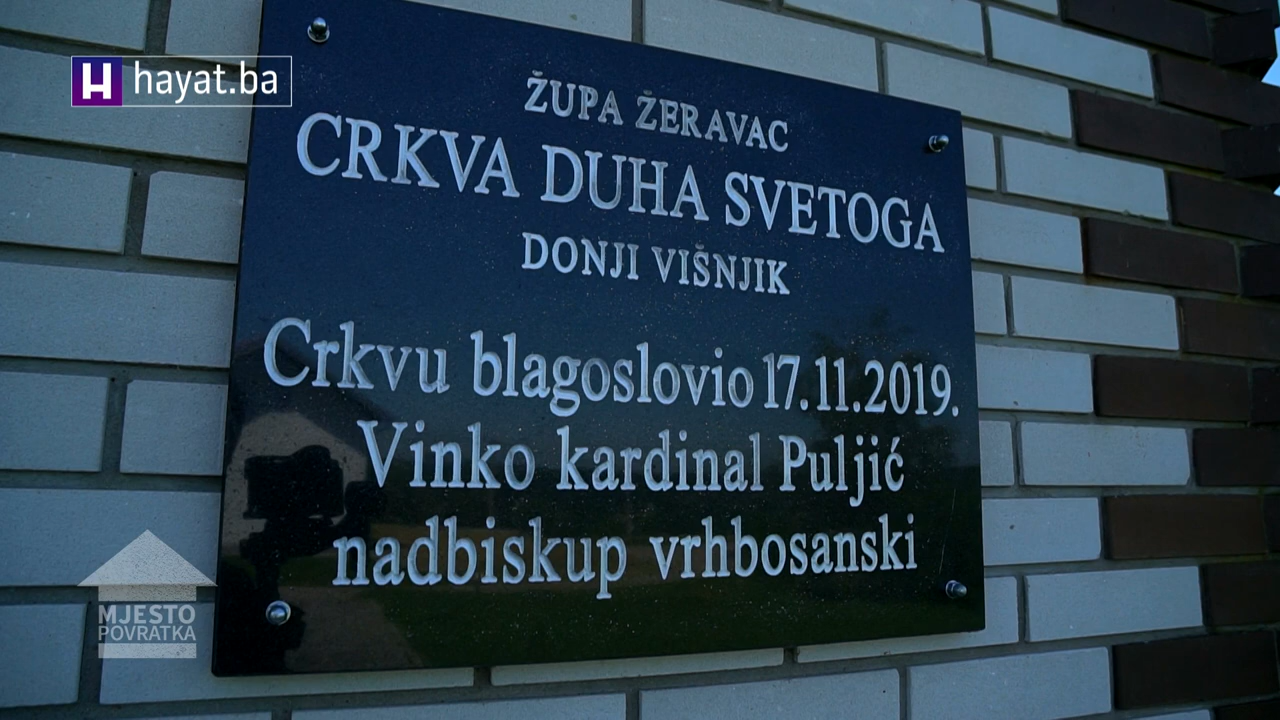 hayat.ba
ŽUPA ŽERAVAC
CRKVA DUHA SVETOGA
DONJI VIŠNJIK
Crkvu blagoslovio 17.11.2019.
Vinko kardinal Puljić
nadbiskup vrhbosanski
MJESTO
POVRATKA